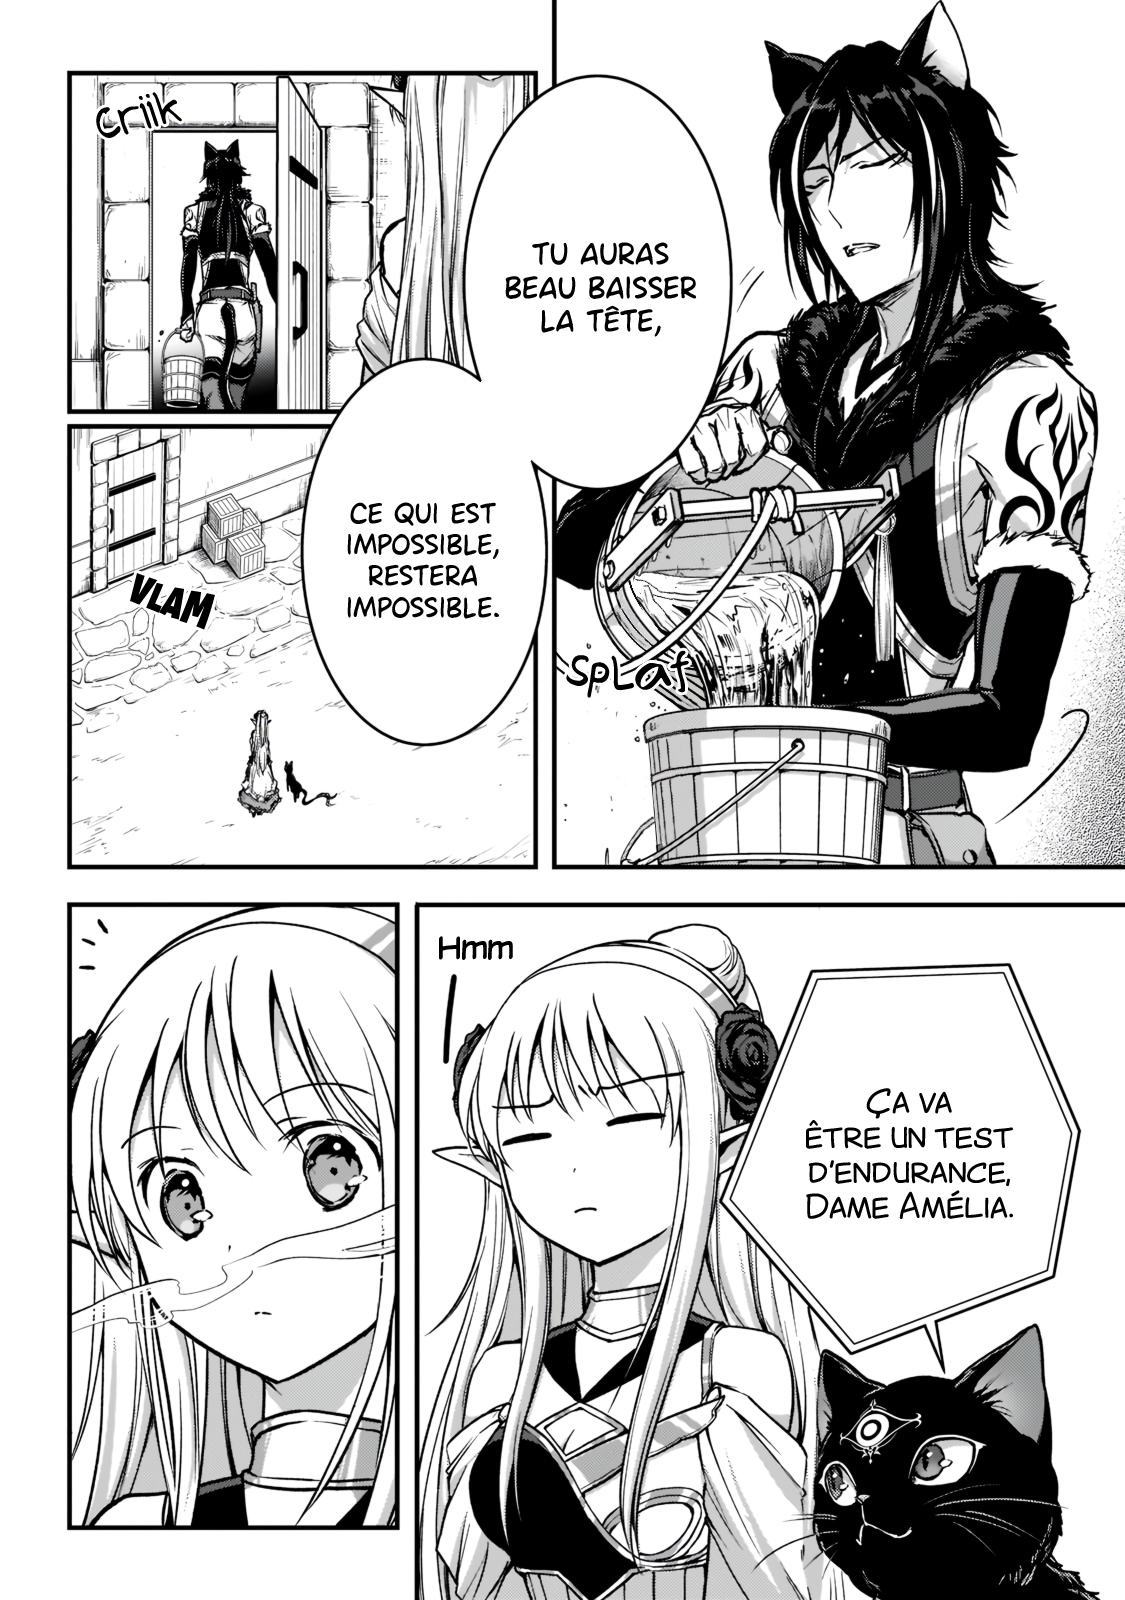 TU AURAS
BEAU BAISSER
LA TÊTE,
CE QUI EST
IMPOSSIBLE,
RESTERA
IMPOSSIBLE.
SPLAF
Criik
VLAM
Hmm
ÇA VA
ÊTRE UN TEST
D'ENDURANCE,
DAME AMÉLIA.